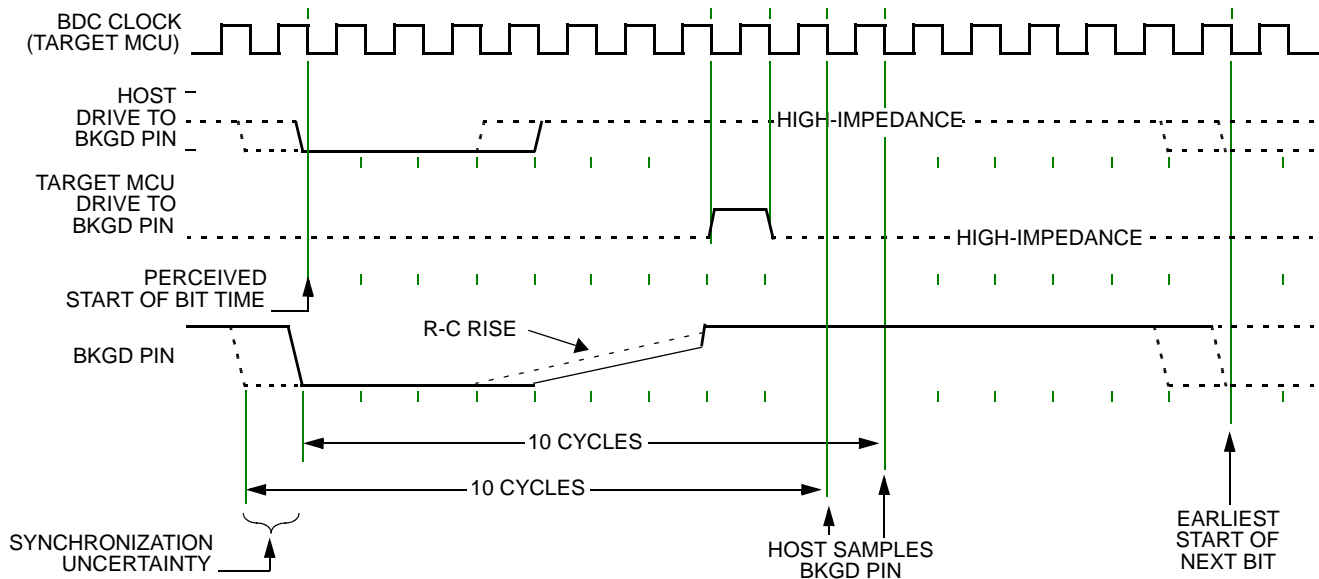 BDC CLOCK
(TARGET MCU)
HOST
DRIVE TO
BKGD PIN
HIGH-IMPEDANCE
TARGET MCU
DRIVE TO
BKGD PIN
HIGH-IMPEDANCE
PERCEIVED
START OF BIT TIME
R-C RISE
BKGD PIN
10 CYCLES
10 CYCLES
SYNCHRONIZATION
UNCERTAINTY
HOST SAMPLES
BKGD PIN
EARLIEST
START OF
NEXT BIT